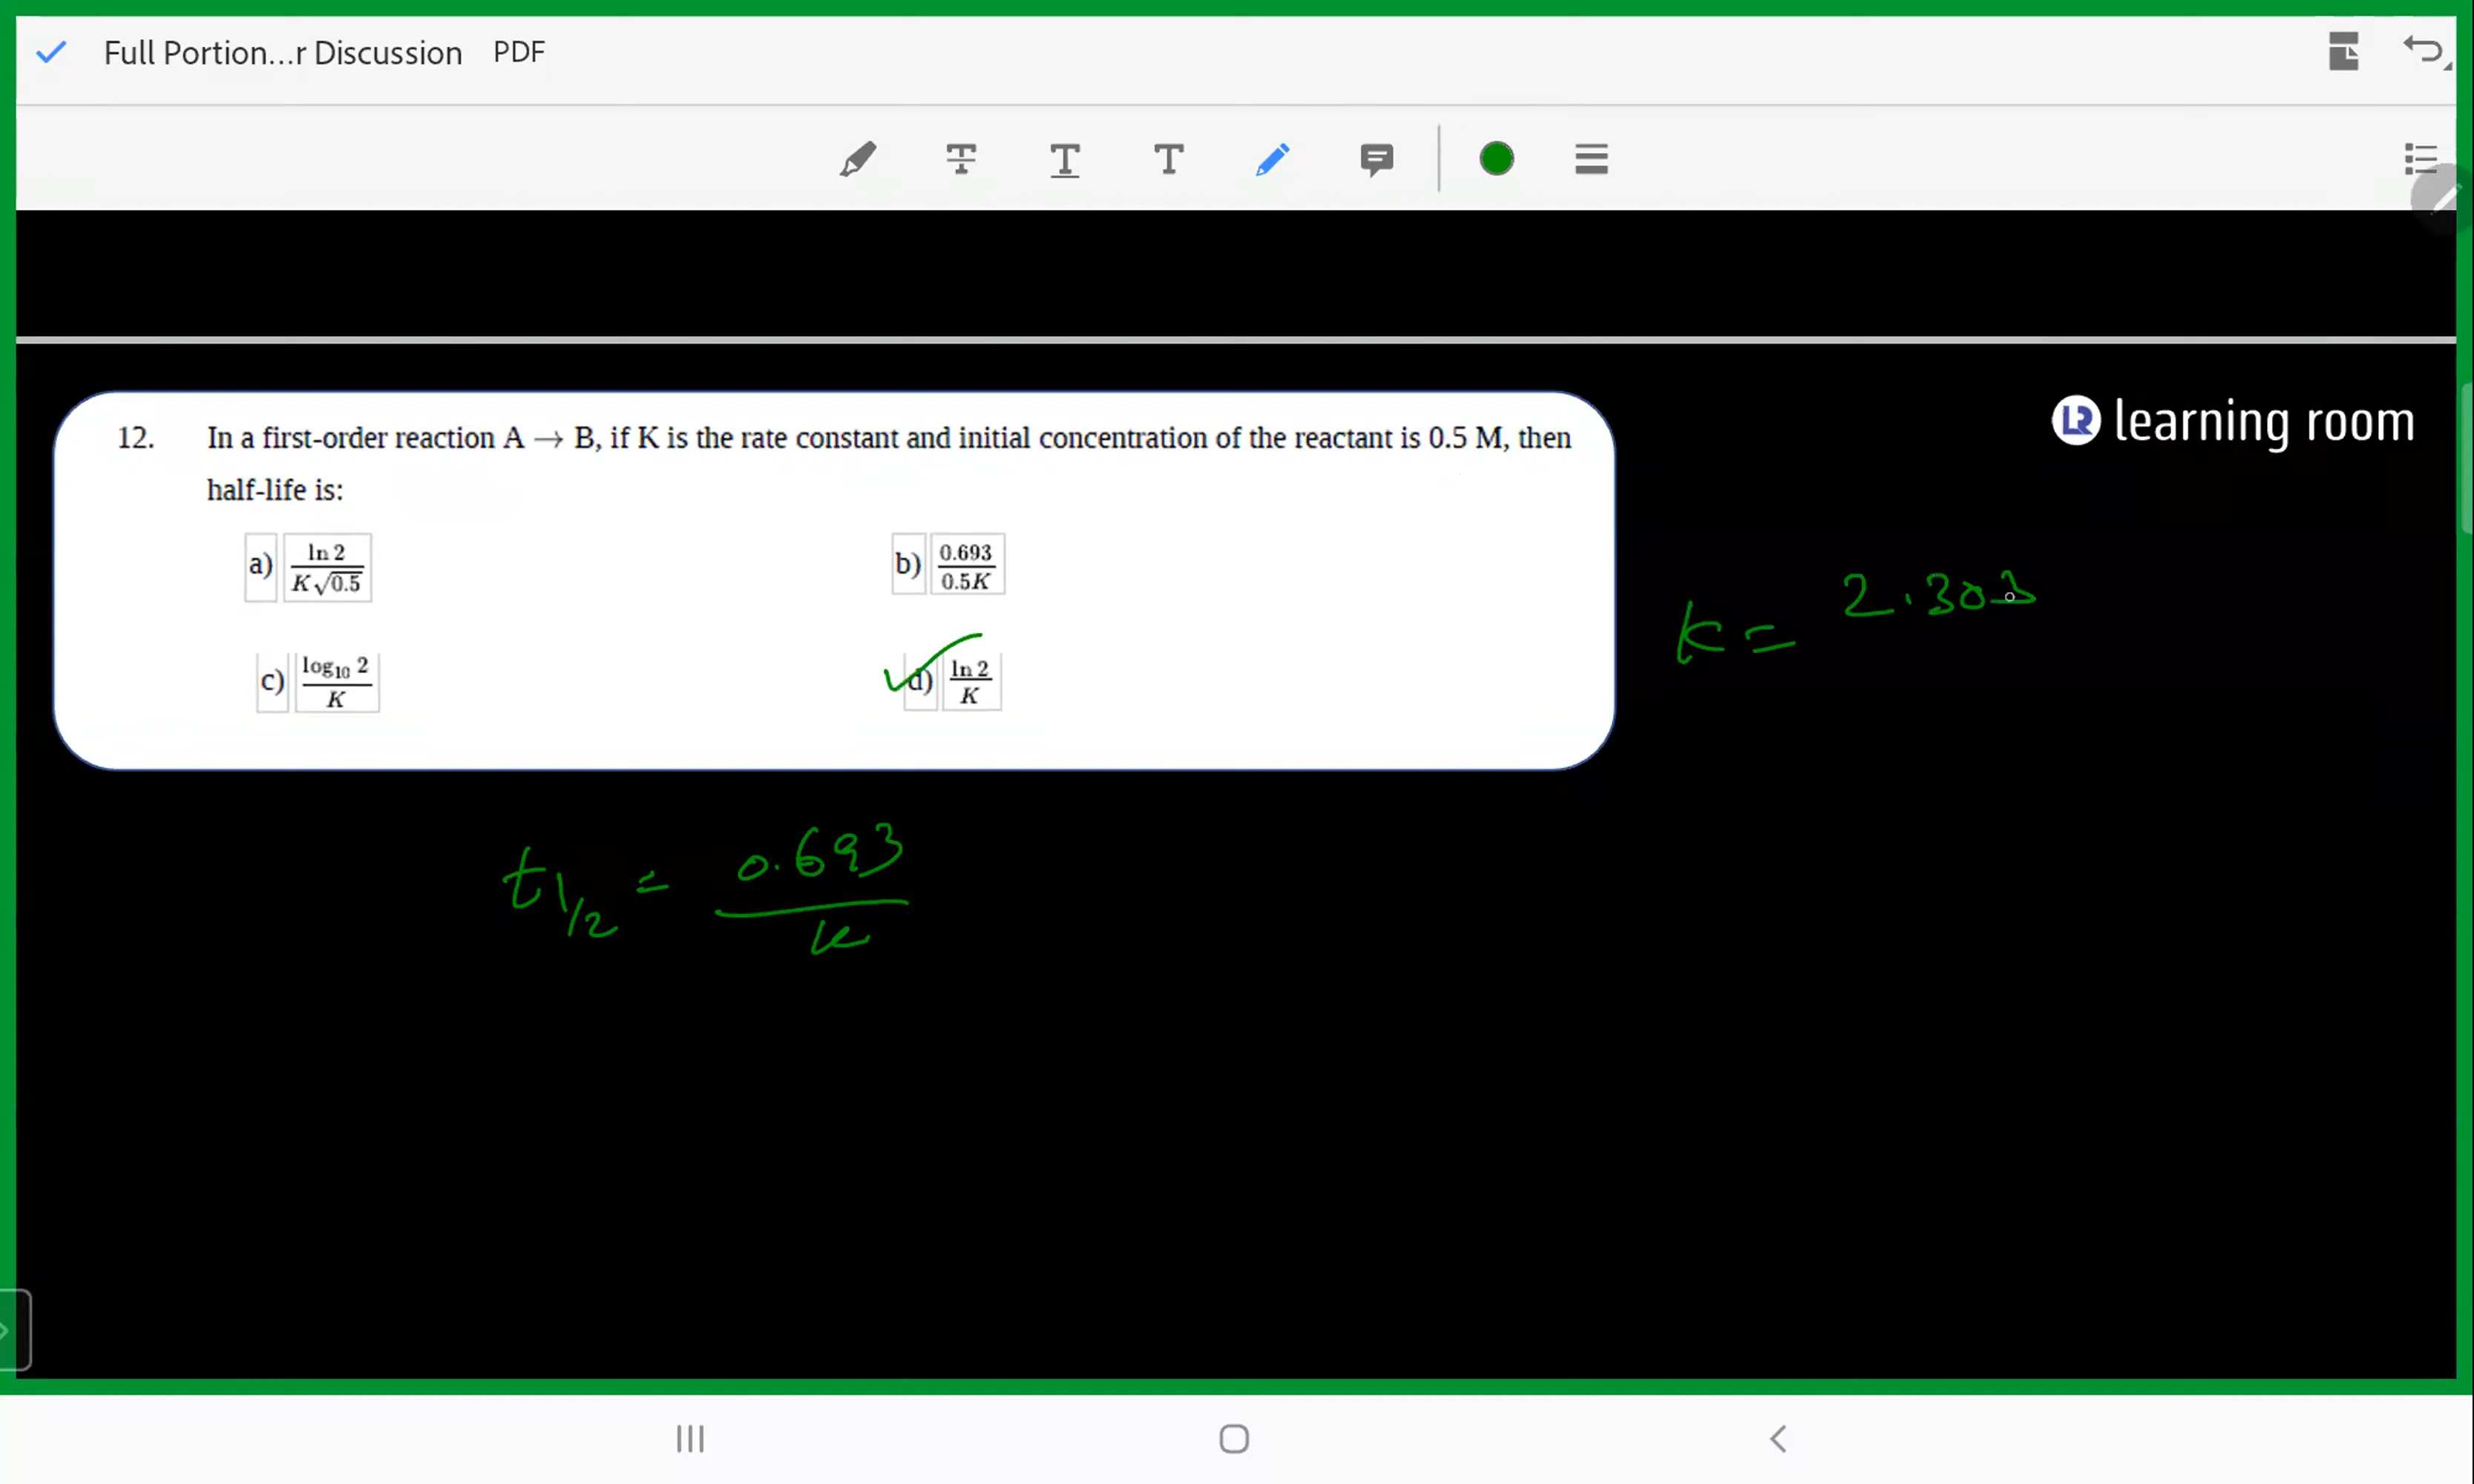 Full Portion...r Discussion PDF
learning room
12. In a first-order reaction A → B, if K is the rate constant and initial concentration of the reactant is 0.5 M, then
half-life is:
a) ln 2 / K√0.5 b) 0.693 / 0.5K
c) log₁₀ 2 / K d) ln 2 / K
k = 2.303
t 1/2 = 0.693 / k